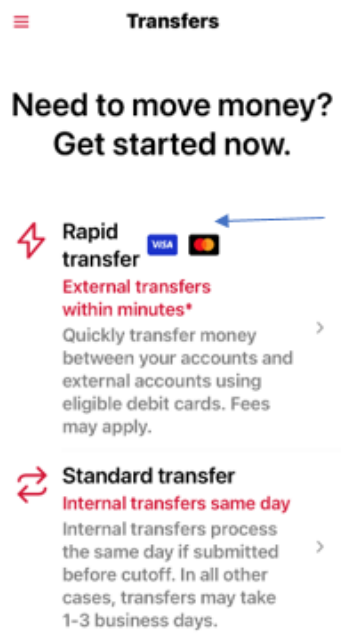 Transfers
Need to move money?
Get started now.
Rapid
transfer VISA
External transfers
within minutes*
Quickly transfer money
between your accounts and
external accounts using
eligible debit cards. Fees
may apply.
Standard transfer
Internal transfers same day
Internal transfers process
the same day if submitted
before cutoff. In all other
cases, transfers may take
1-3 business days.